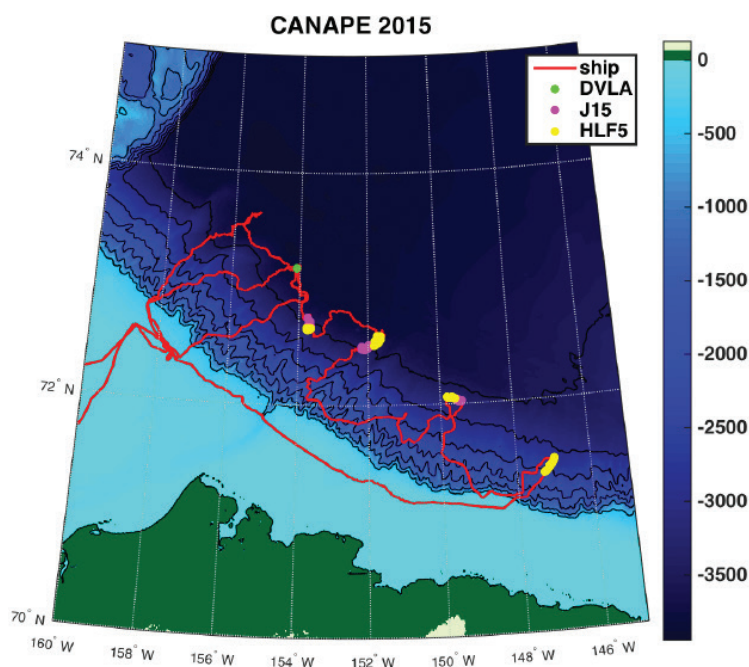 CANAPE 2015
ship
DVLA
J15
HLF5
0
-500
-1000
-1500
-2000
-2500
-3000
-3500
74° N
72° N
70° N
160° W
158° W
156° W
154° W
152° W
150° W
148° W
146° W